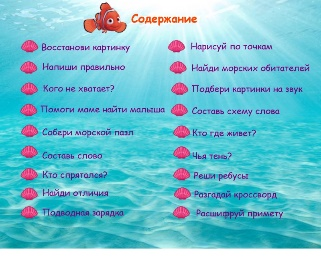 Содержание
Восстанови картинку
Напиши правильно
Кого не хватает?
Помоги маме найти малыша
Собери морской пазл
Составь слово
Кто спрятался?
Найди отличия
Подводная зарядка
Нарисуй по точкам
Найди морских обитателей
Подбери картинки на звук
Составь схему слова
Кто где живет?
Чья тень?
Реши ребусы
Разгадай кроссворд
Расшифруй примету